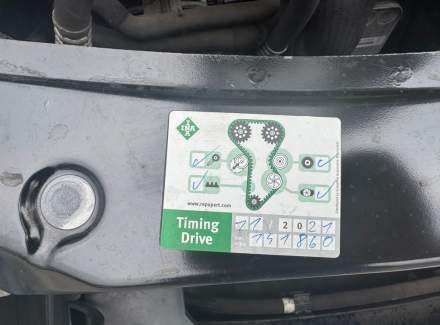 INA
www.repxpert.com
Timing
Drive
11/2021
151860